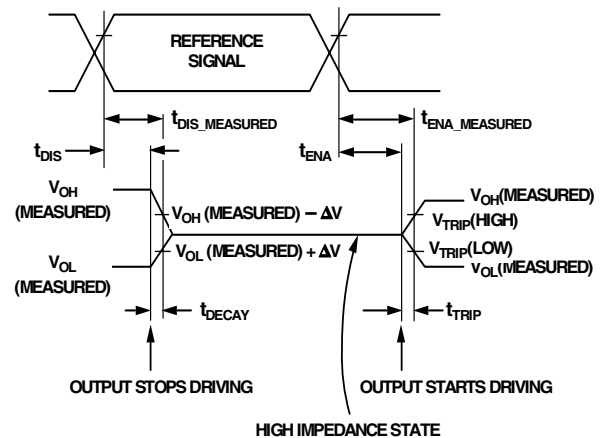 REFERENCE
SIGNAL
tDIS_MEASURED
tENA_MEASURED
tDIS
tENA
VOH
(MEASURED)
VOH (MEASURED) – ΔV
VOH(MEASURED)
VTRIP(HIGH)
VOL
(MEASURED)
VOL (MEASURED) + ΔV
VTRIP(LOW)
VOL(MEASURED)
tDECAY
tTRIP
OUTPUT STOPS DRIVING
OUTPUT STARTS DRIVING
HIGH IMPEDANCE STATE